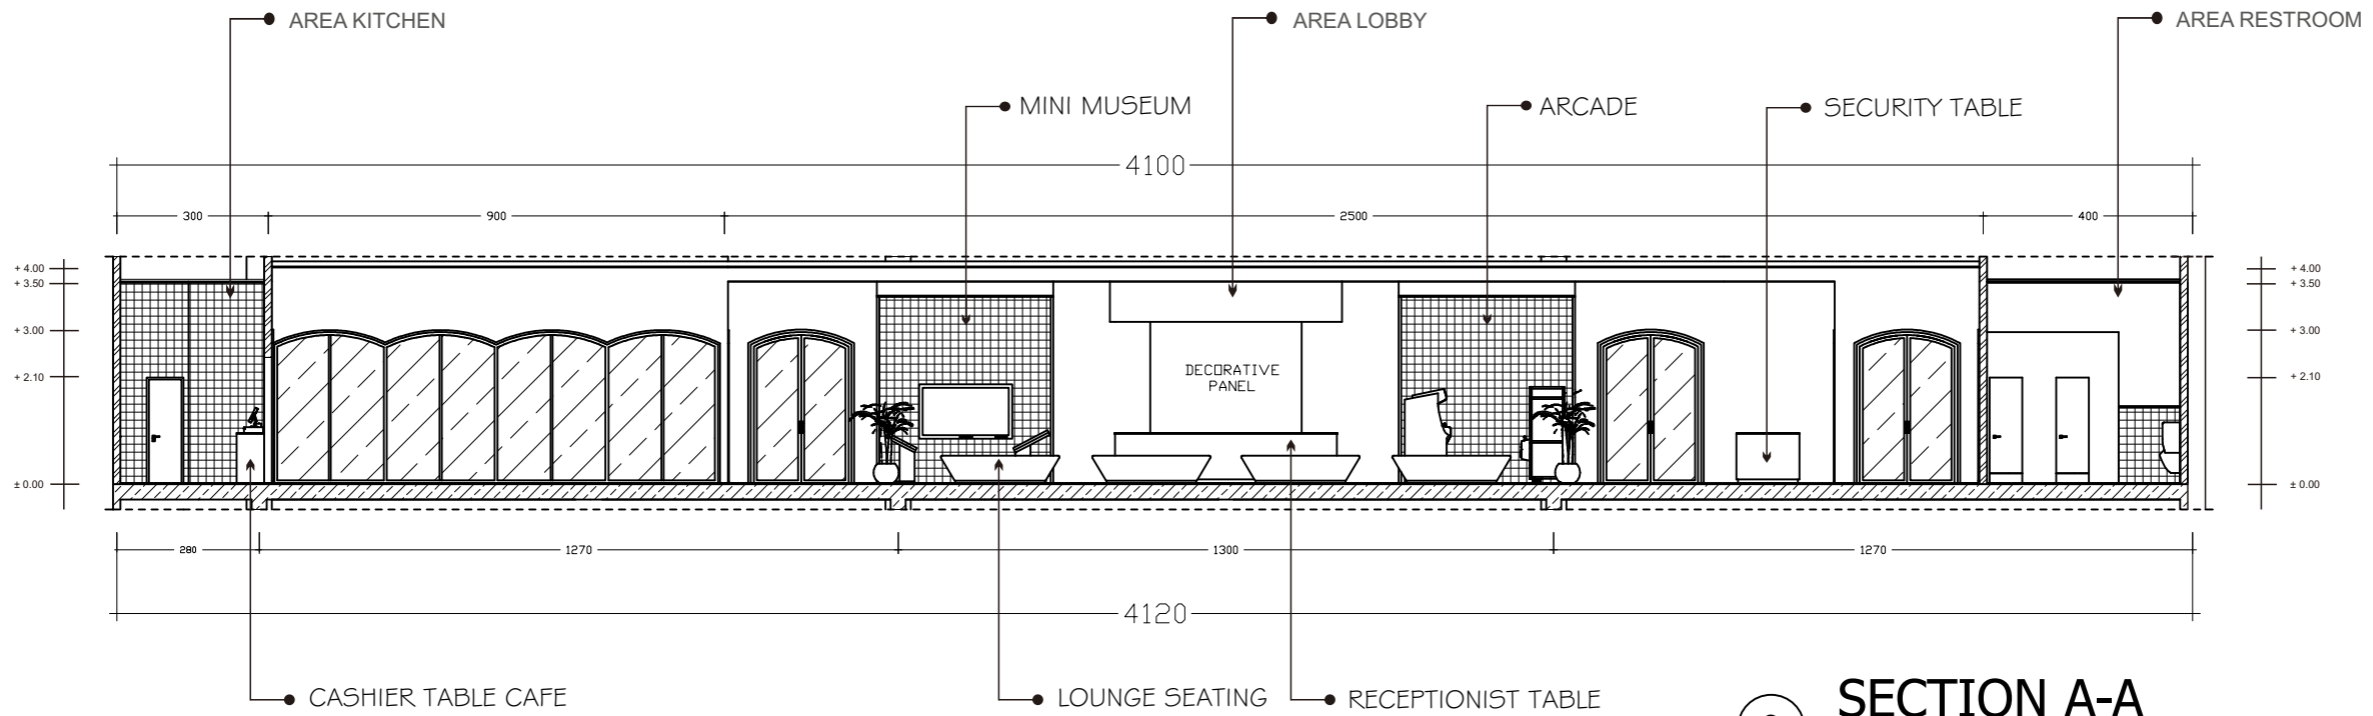 AREA KITCHEN
AREA LOBBY
AREA RESTROOM
MINI MUSEUM
ARCADE
SECURITY TABLE
4100
300
900
2500
400
+ 4.00
+ 3.50
+ 3.00
+ 2.10
± 0.00
DECORATIVE
PANEL
+ 4.00
+ 3.50
+ 3.00
+ 2.10
± 0.00
280
1270
1300
1270
4120
CASHIER TABLE CAFE
LOUNGE SEATING
RECEPTIONIST TABLE
SECTION A-A